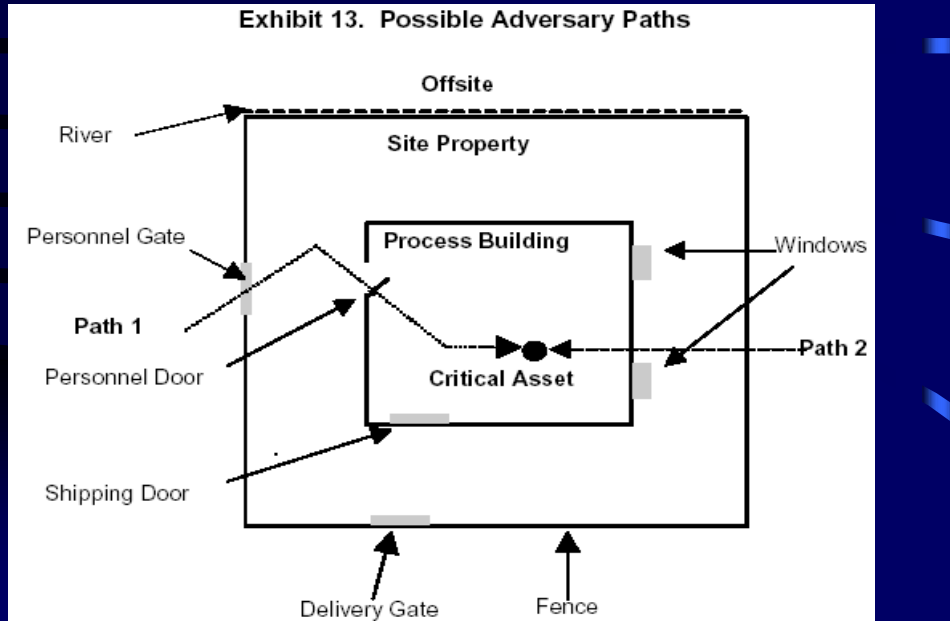 Exhibit 13. Possible Adversary Paths
Offsite
River
Site Property
Personnel Gate
Process Building
Windows
Path 1
Path 2
Personnel Door
Critical Asset
Shipping Door
Delivery Gate
Fence